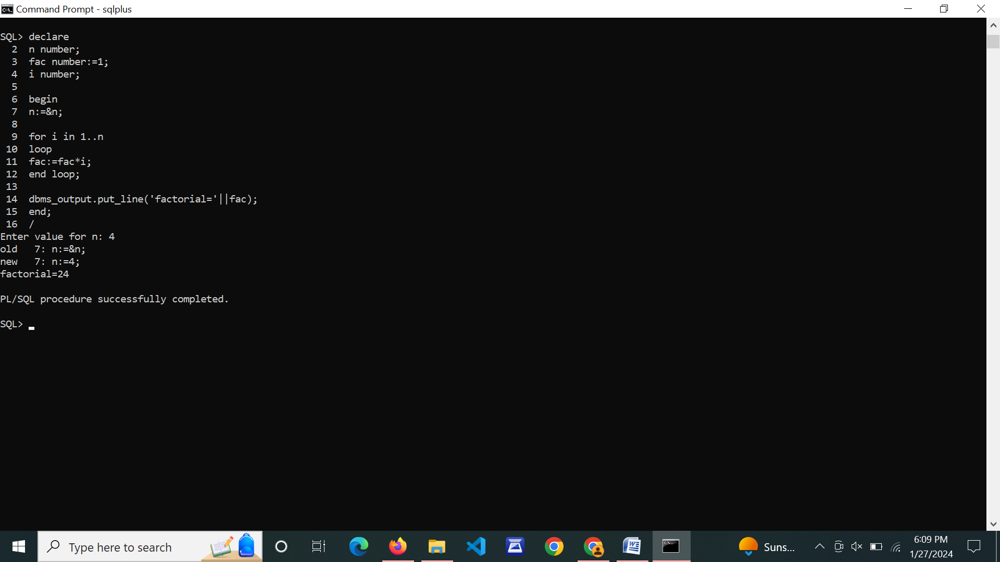 Command Prompt - sqlplus
SQL> declare
2 n number;
3 fac number:=1;
4 i number;
5
6 begin
7 n:=&n;
8
9 for i in 1..n
10 loop
11 fac:=fac*i;
12 end loop;
13
14 dbms_output.put_line('factorial='||fac);
15 end;
16 /
Enter value for n: 4
old 7: n:=&n;
new 7: n:=4;
factorial=24
PL/SQL procedure successfully completed.
SQL>
Type here to search
Suns...
6:09 PM
1/27/2024